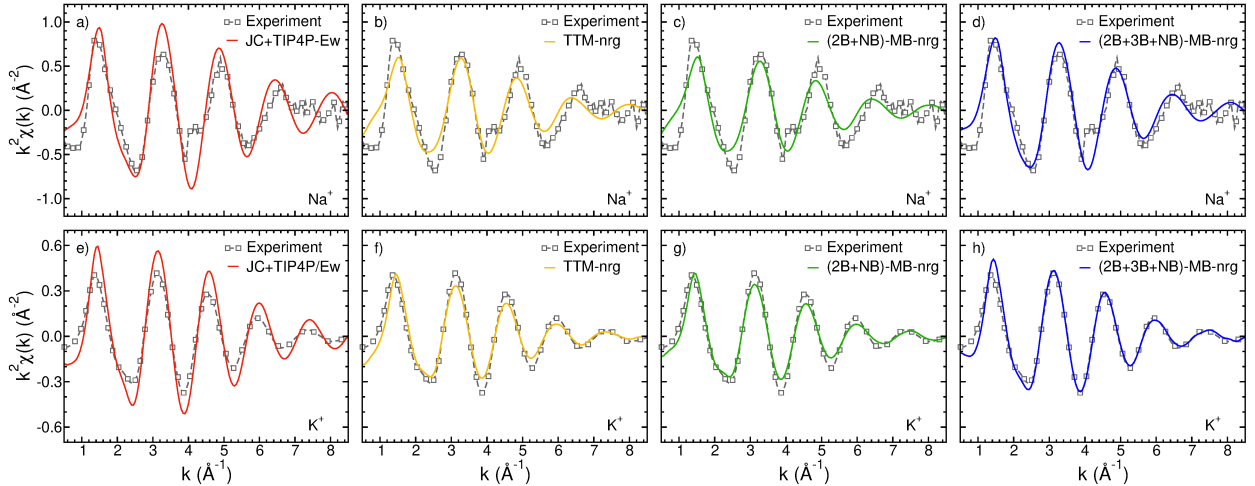 a)
Experiment
JC+TIP4P-Ew
Na+
b)
Experiment
TTM-nrg
Na+
c)
Experiment
(2B+NB)-MB-nrg
Na+
d)
Experiment
(2B+3B+NB)-MB-nrg
Na+
1.0
0.5
0.0
-0.5
-1.0
k²χ(k) (Å⁻²)
e)
Experiment
JC+TIP4P/Ew
K+
f)
Experiment
TTM-nrg
K+
g)
Experiment
(2B+NB)-MB-nrg
K+
h)
Experiment
(2B+3B+NB)-MB-nrg
K+
0.6
0.3
0.0
-0.3
-0.6
k²χ(k) (Å⁻²)
1 2 3 4 5 6 7 8
1 2 3 4 5 6 7 8
1 2 3 4 5 6 7 8
1 2 3 4 5 6 7 8
k (Å⁻¹)
k (Å⁻¹)
k (Å⁻¹)
k (Å⁻¹)